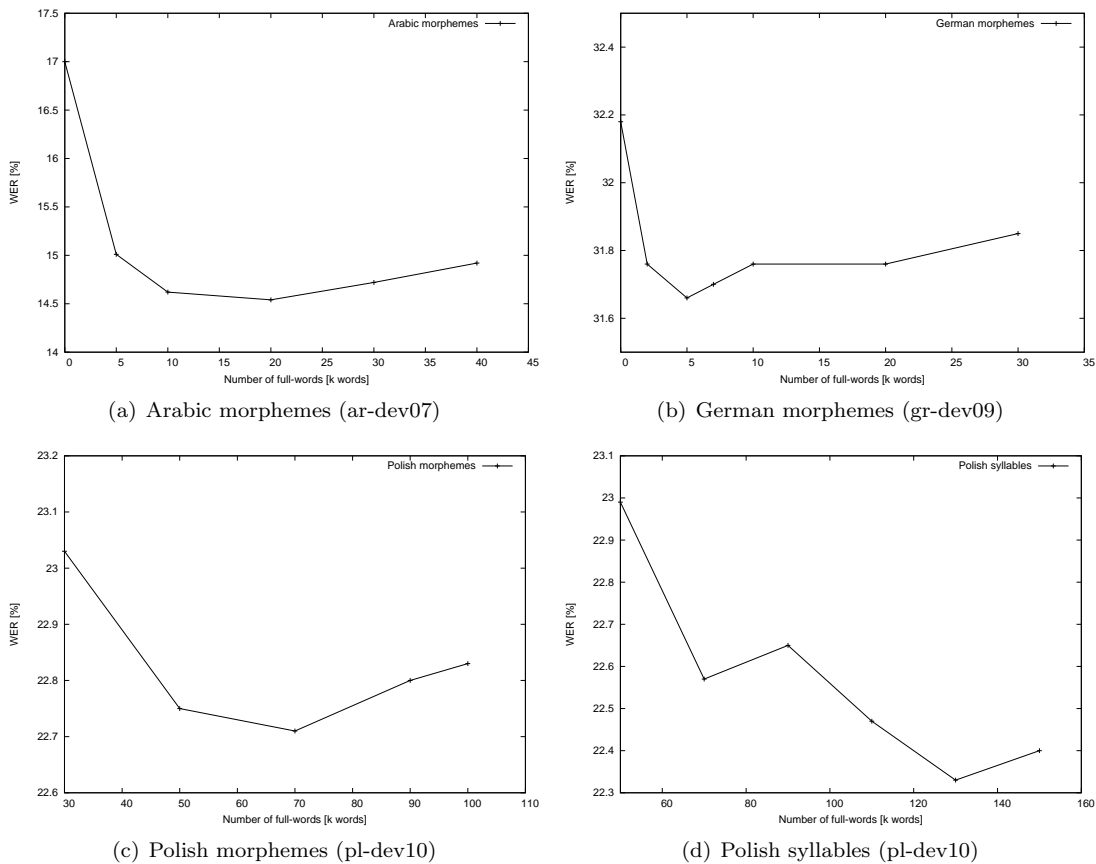 Arabic morphemes
WER [%]
17.5
17
16.5
16
15.5
15
14.5
14
0 5 10 15 20 25 30 35 40 45
Number of full-words [k words]
(a) Arabic morphemes (ar-dev07)
German morphemes
WER [%]
32.4
32.2
32
31.8
31.6
0 5 10 15 20 25 30 35
Number of full-words [k words]
(b) German morphemes (gr-dev09)
Polish morphemes
WER [%]
23.2
23.1
23
22.9
22.8
22.7
22.6
30 40 50 60 70 80 90 100 110
Number of full-words [k words]
(c) Polish morphemes (pl-dev10)
Polish syllables
WER [%]
23.1
23
22.9
22.8
22.7
22.6
22.5
22.4
22.3
60 80 100 120 140 160
Number of full-words [k words]
(d) Polish syllables (pl-dev10)